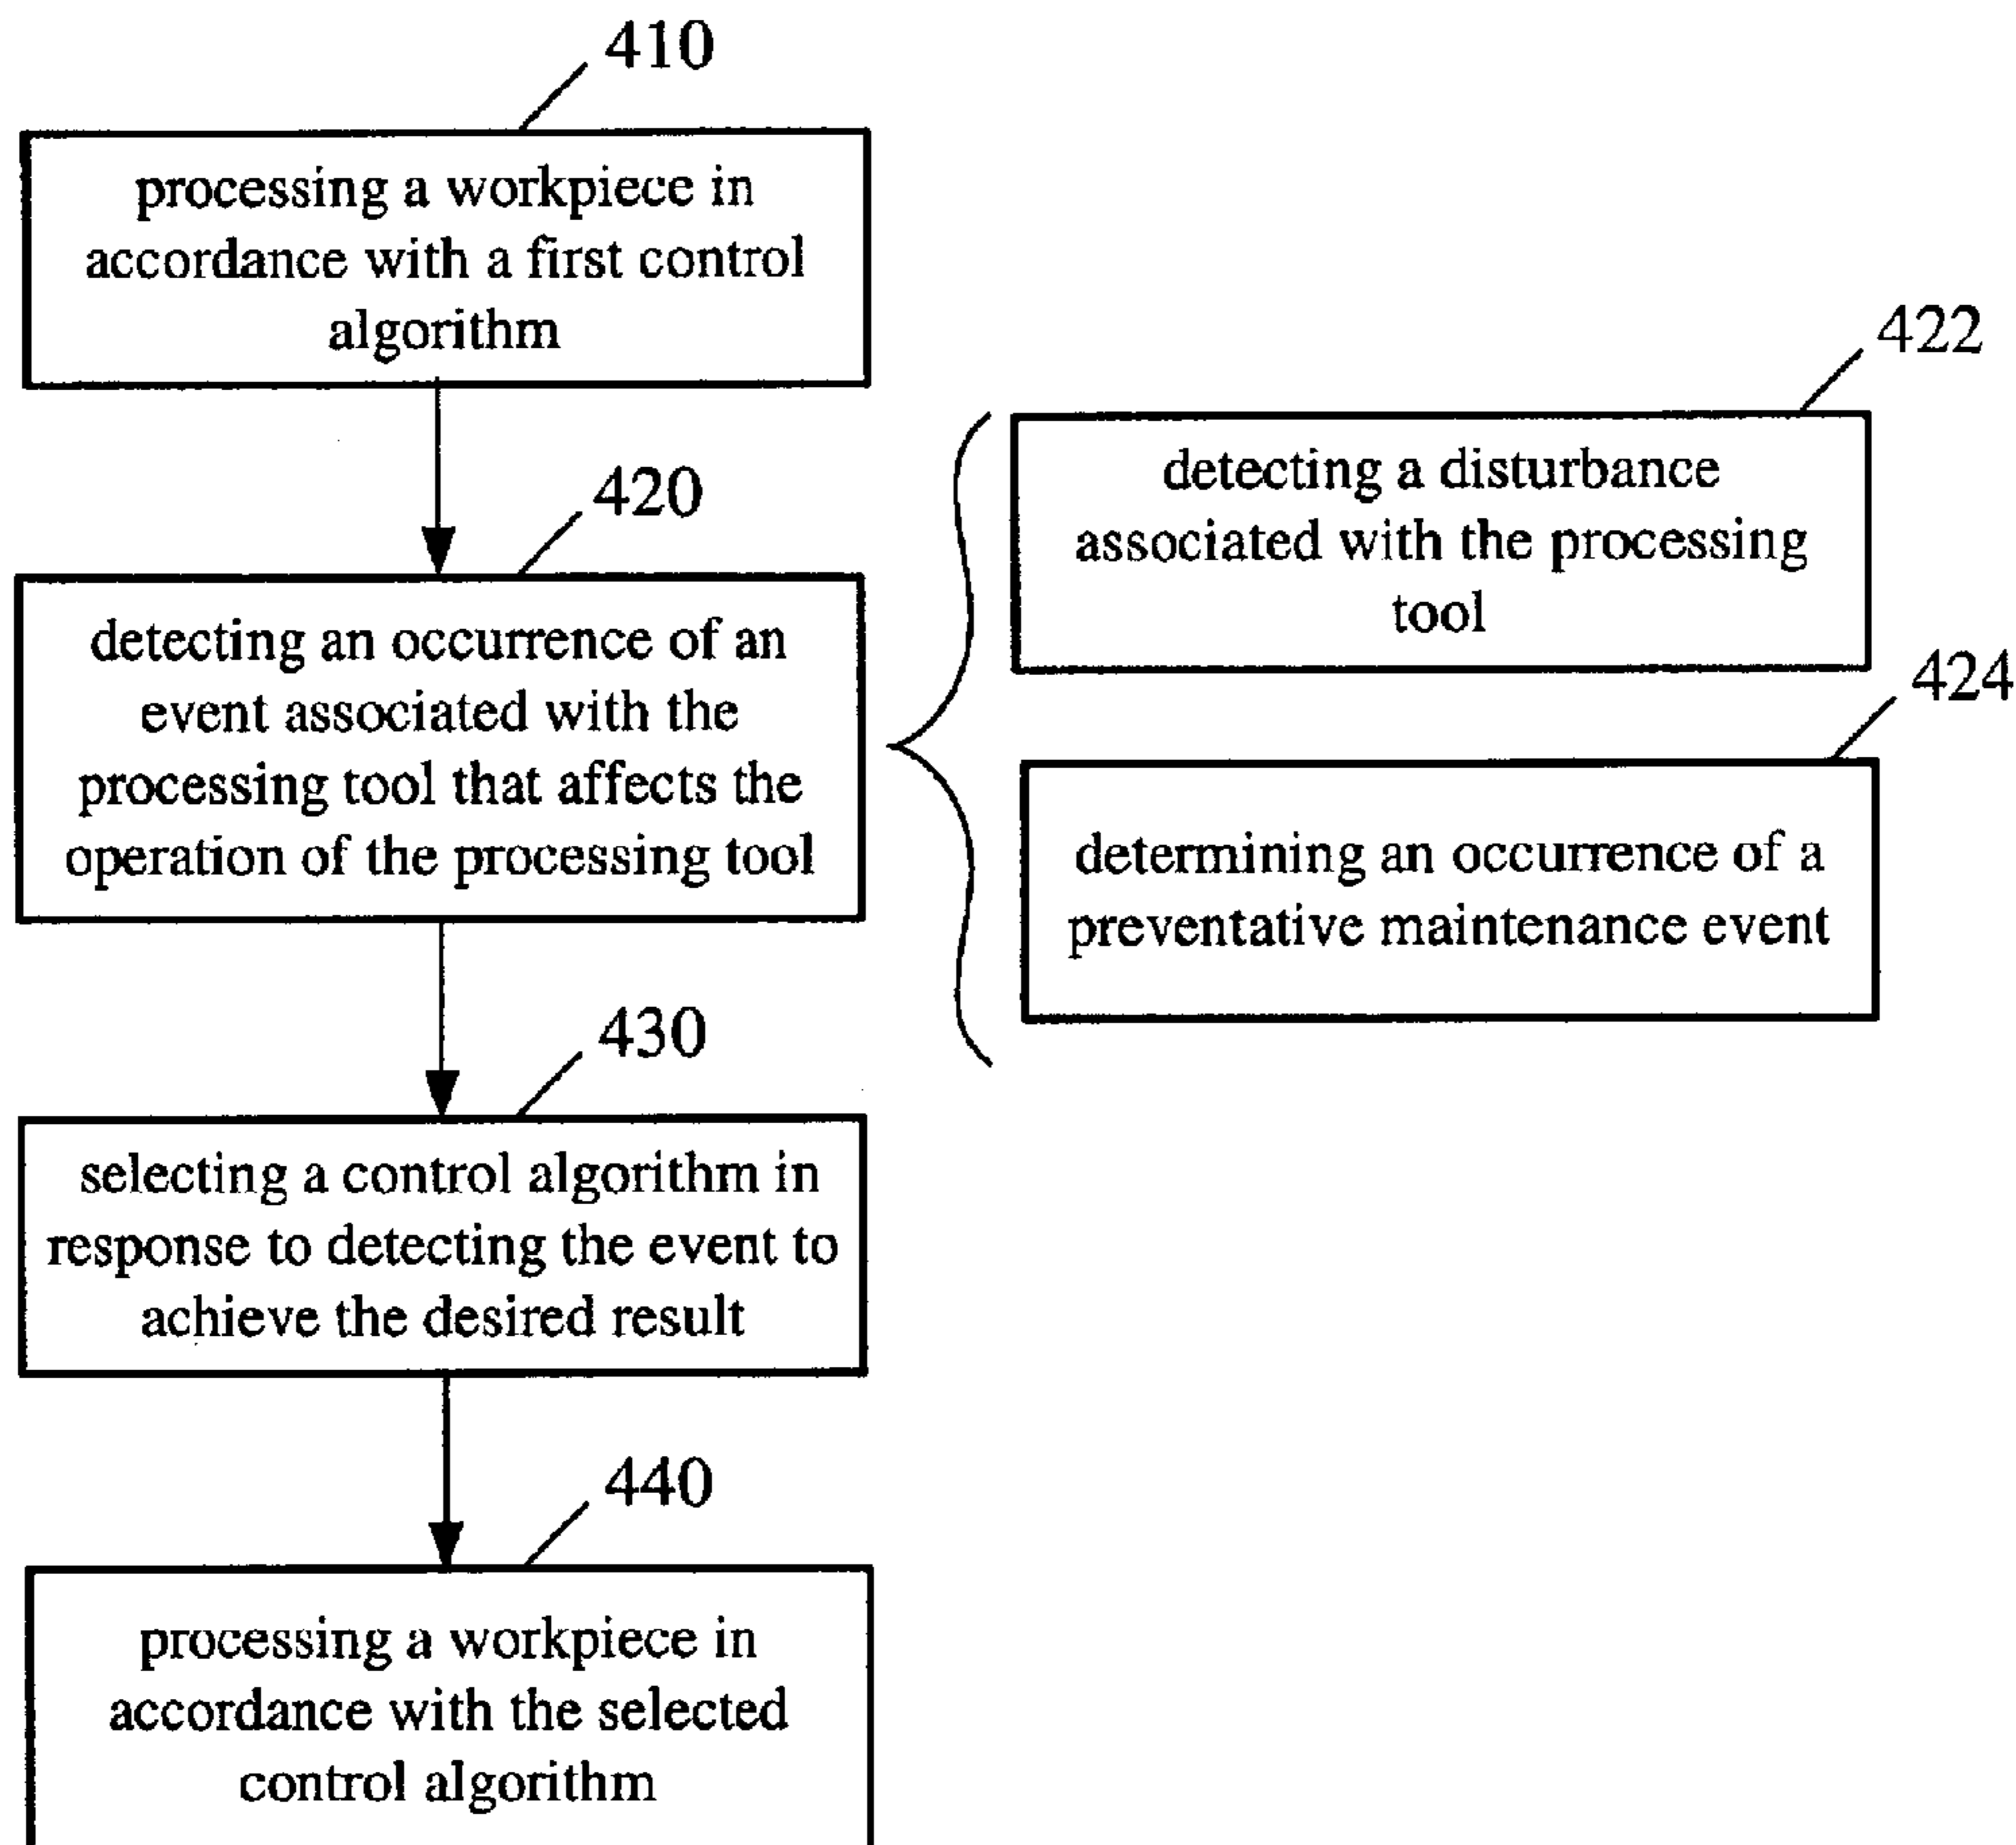 410
processing a workpiece in
accordance with a first control
algorithm
420
detecting an occurrence of an
event associated with the
processing tool that affects the
operation of the processing tool
422
detecting a disturbance
associated with the processing
tool
424
determining an occurrence of a
preventative maintenance event
430
selecting a control algorithm in
response to detecting the event to
achieve the desired result
440
processing a workpiece in
accordance with the selected
control algorithm